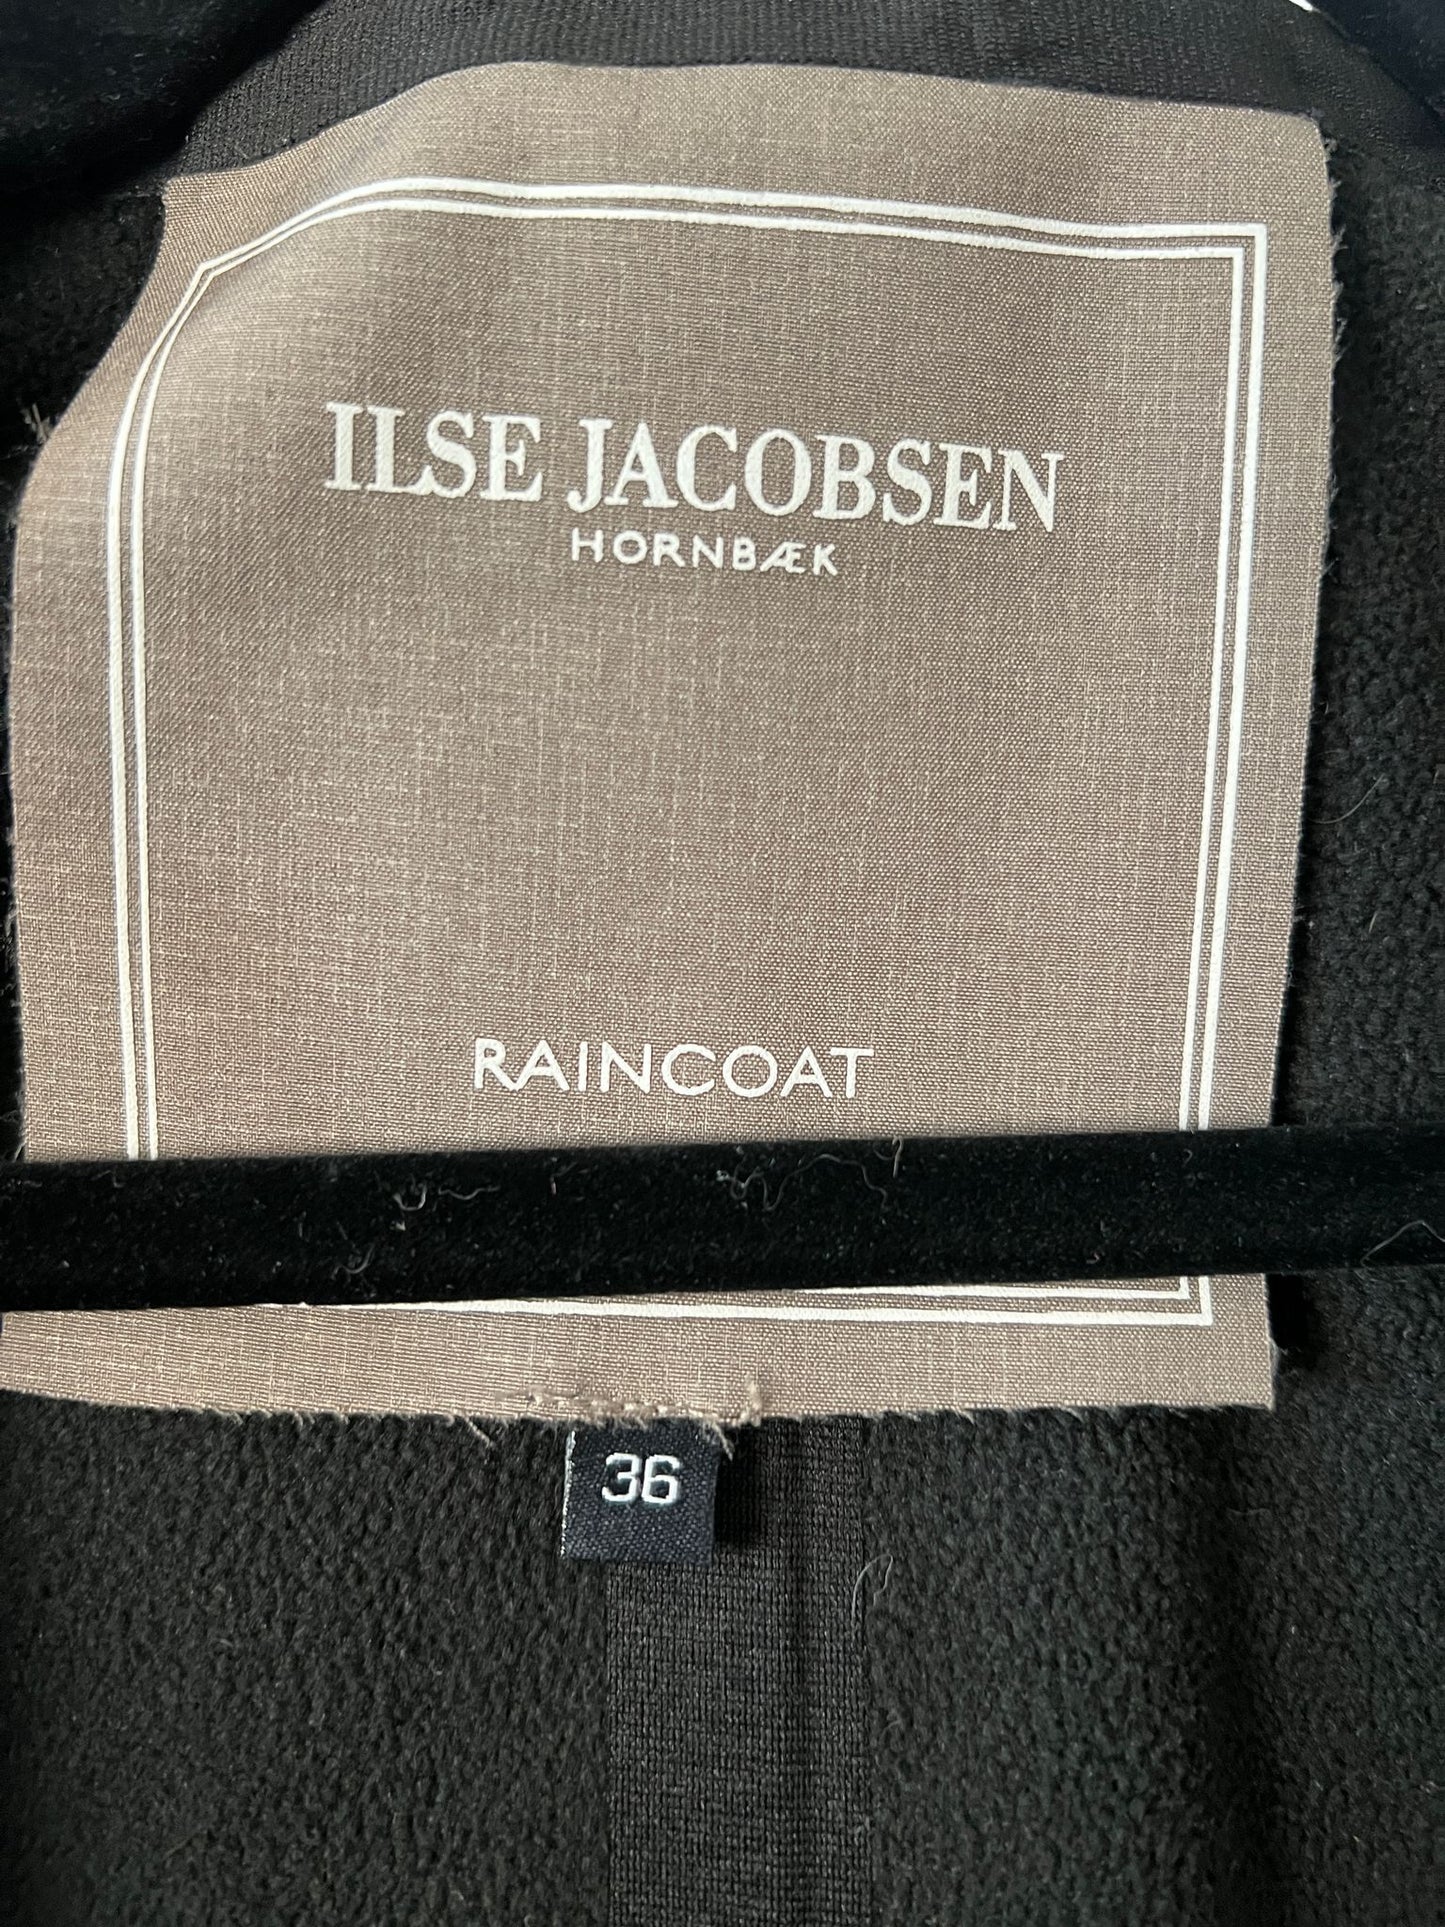 ILSE JACOBSEN
HORNBÆK
RAINCOAT
36